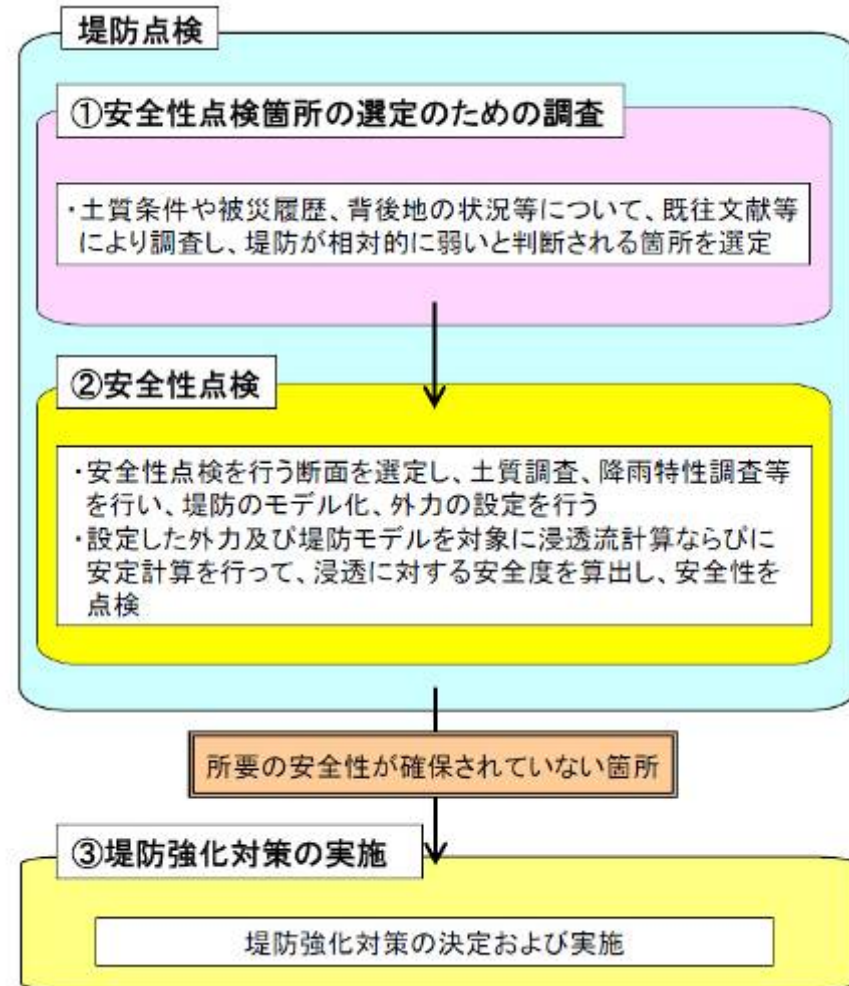 堤防点検
①安全性点検箇所の選定のための調査
・土質条件や被災履歴、背後地の状況等について、既往文献等
により調査し、堤防が相対的に弱いと判断される箇所を選定
②安全性点検
・安全性点検を行う断面を選定し、土質調査、降雨特性調査等
を行い、堤防のモデル化、外力の設定を行う
・設定した外力及び堤防モデルを対象に浸透流計算ならびに
安定計算を行って、浸透に対する安全度を算出し、安全性を
点検
所要の安全性が確保されていない箇所
③堤防強化対策の実施
堤防強化対策の決定および実施